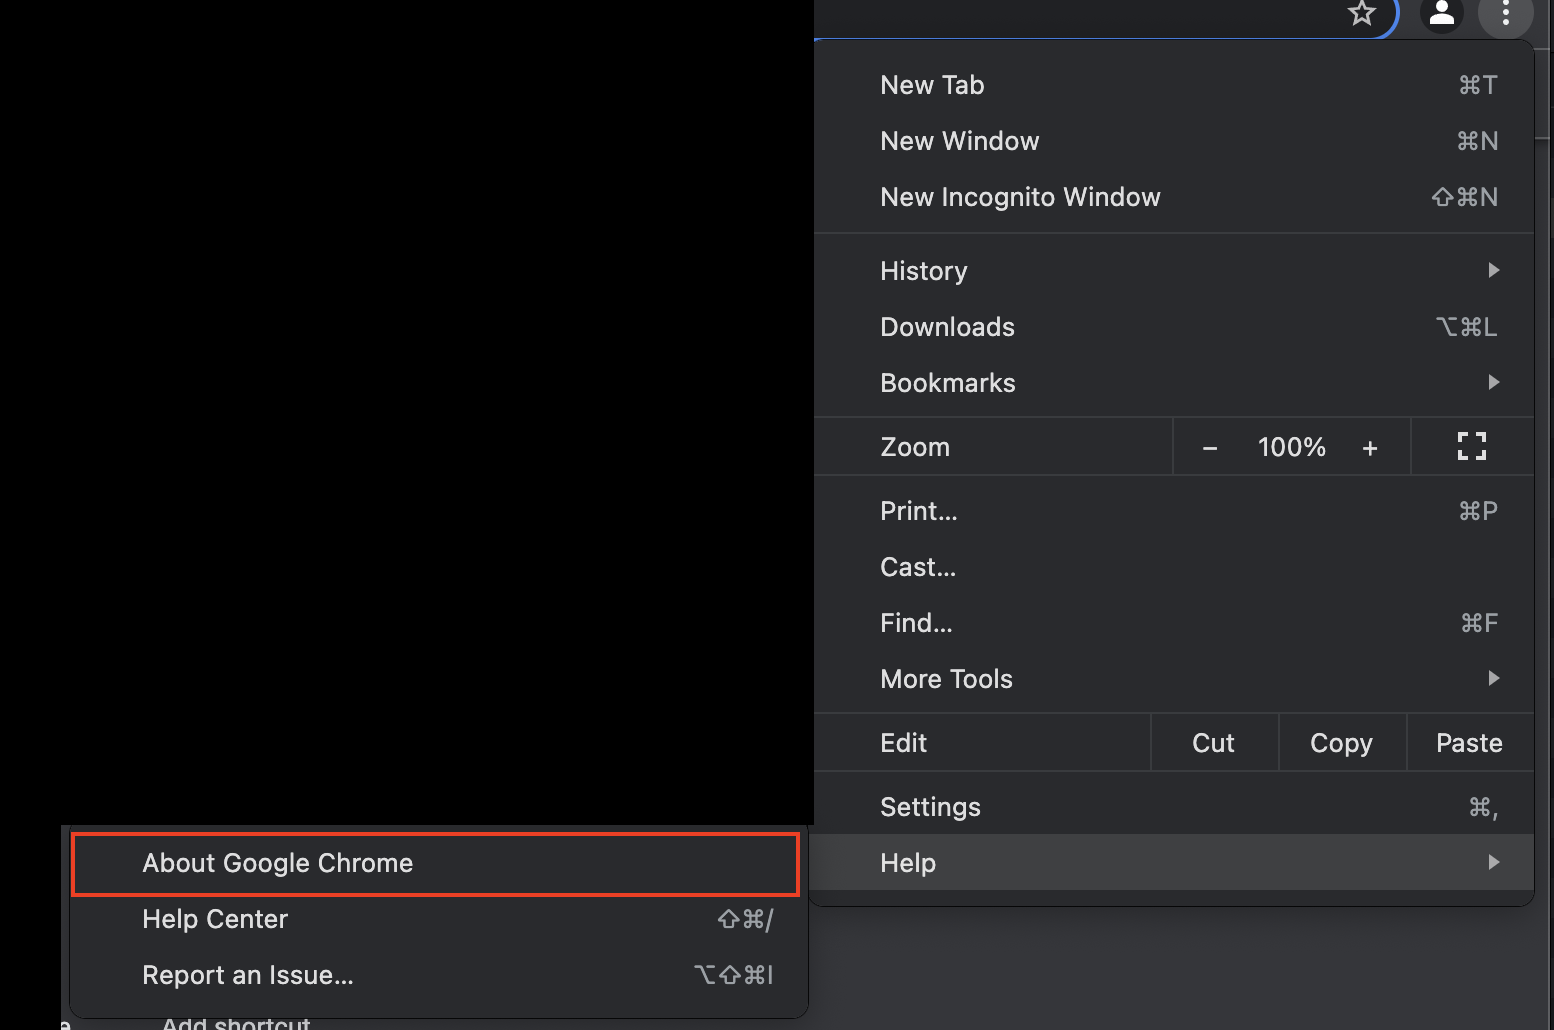 New Tab ⌘T
New Window ⌘N
New Incognito Window ⇧⌘N
History
Downloads ⌥⌘L
Bookmarks
Zoom − 100% +
Print... ⌘P
Cast...
Find... ⌘F
More Tools
Edit Cut Copy Paste
Settings ⌘,
Help
About Google Chrome
Help Center ⇧⌘/
Report an Issue... ⌥⇧⌘I
Add shortcut